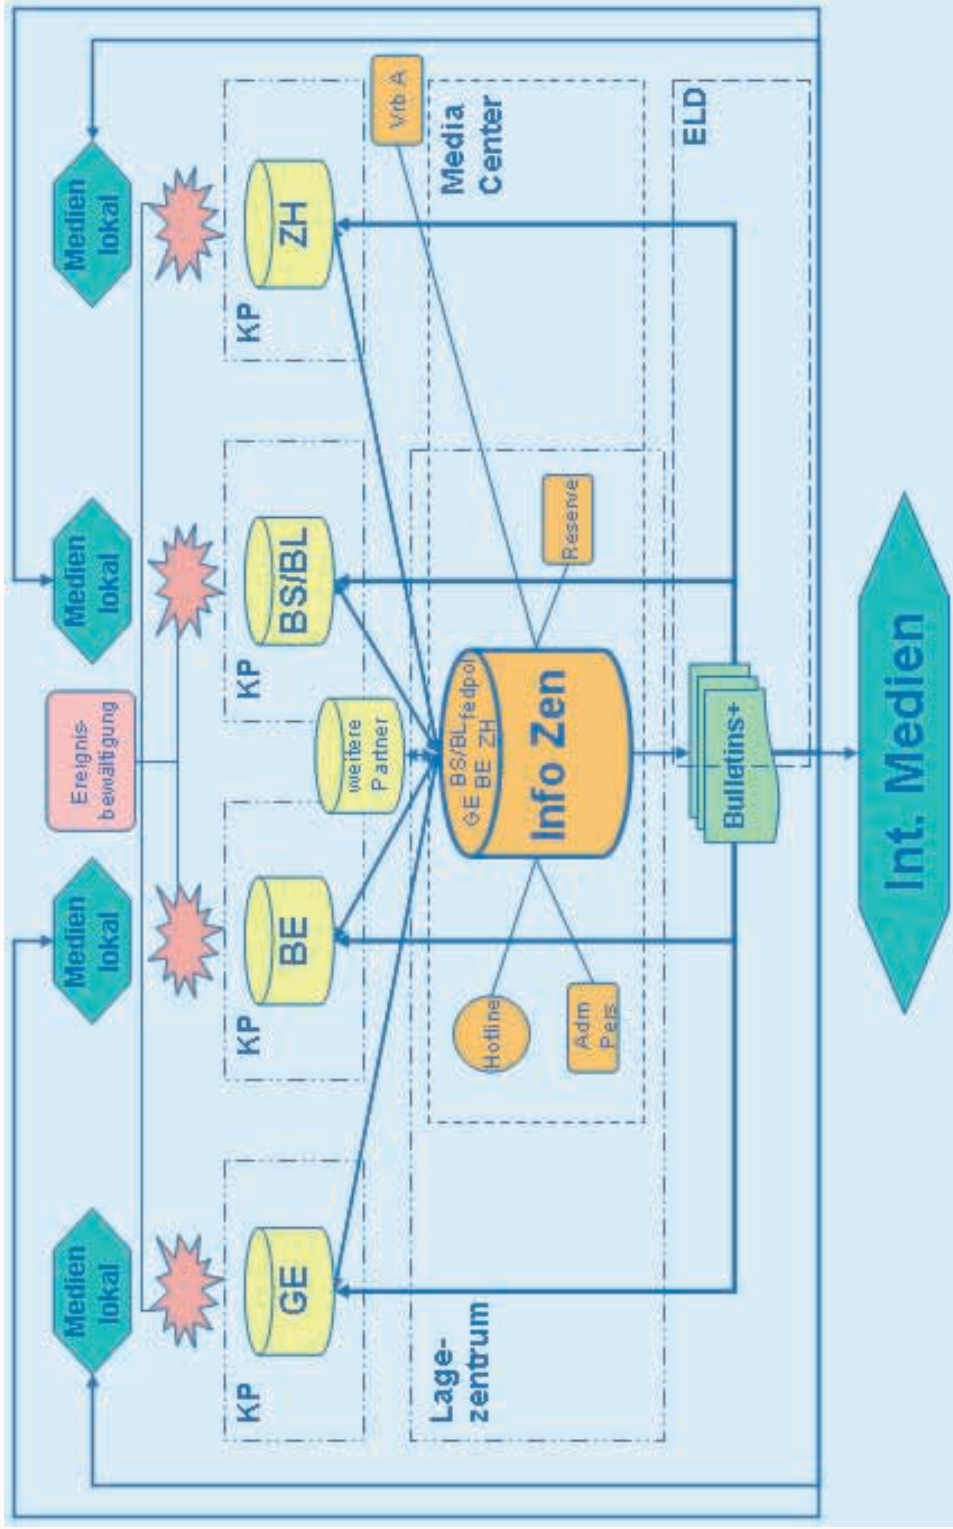 Medien
lokal
Medien
lokal
Ereignis-
bewältigung
Medien
lokal
Medien
lokal
KP
GE
KP
BE
weitere
Partner
KP
BS/BL
KP
ZH
Vrb A
Lage-
zentrum
Media
Center
Hotline
Adm
Pers
GE BS/BL fedpol
BE ZH
Info Zen
Reserve
ELD
Bulletins+
Int. Medien